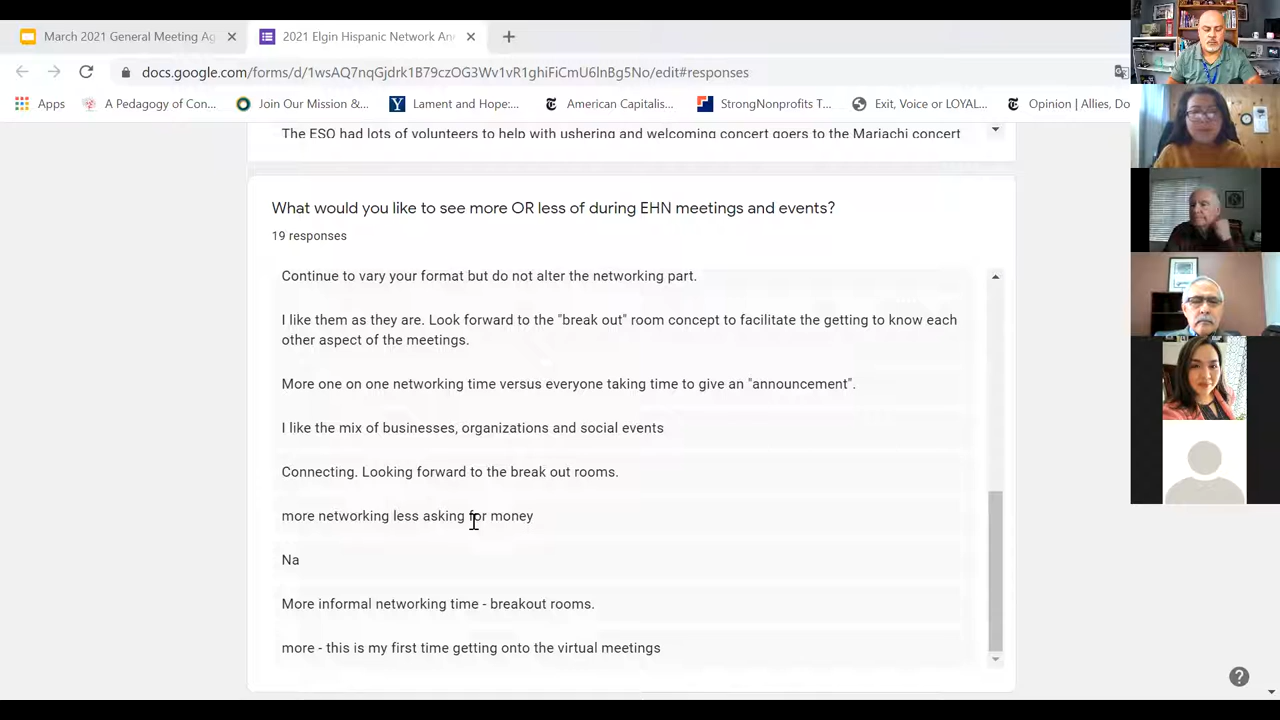 March 2021 General Meeting Ag
2021 Elgin Hispanic Network An
docs.google.com/forms/d/1wsAQ7nqGjdrk1B79czOG3Wv1vR1ghiFiCmU6lnBg5No/edit#responses
Apps
A Pedagogy of Con...
Join Our Mission &...
Lament and Hope:...
American Capitalis...
LongNonprofits T...
Exit, Voice or LOYAL...
Opinion | Allies, Do
The ESO had lots of volunteers to help with ushering and welcoming concert goers to the Mariachi concert
What would you like to see OR less of during EHN meetings and events?
19 responses
Continue to vary your format but do not alter the networking part.
I like them as they are. Look forward to the "break out" room concept to facilitate the getting to know each
other aspect of the meetings.
More one on one networking time versus everyone taking time to give an "announcement".
I like the mix of businesses, organizations and social events
Connecting. Looking forward to the break out rooms.
more networking less asking for money
Na
More informal networking time - breakout rooms.
more - this is my first time getting onto the virtual meetings